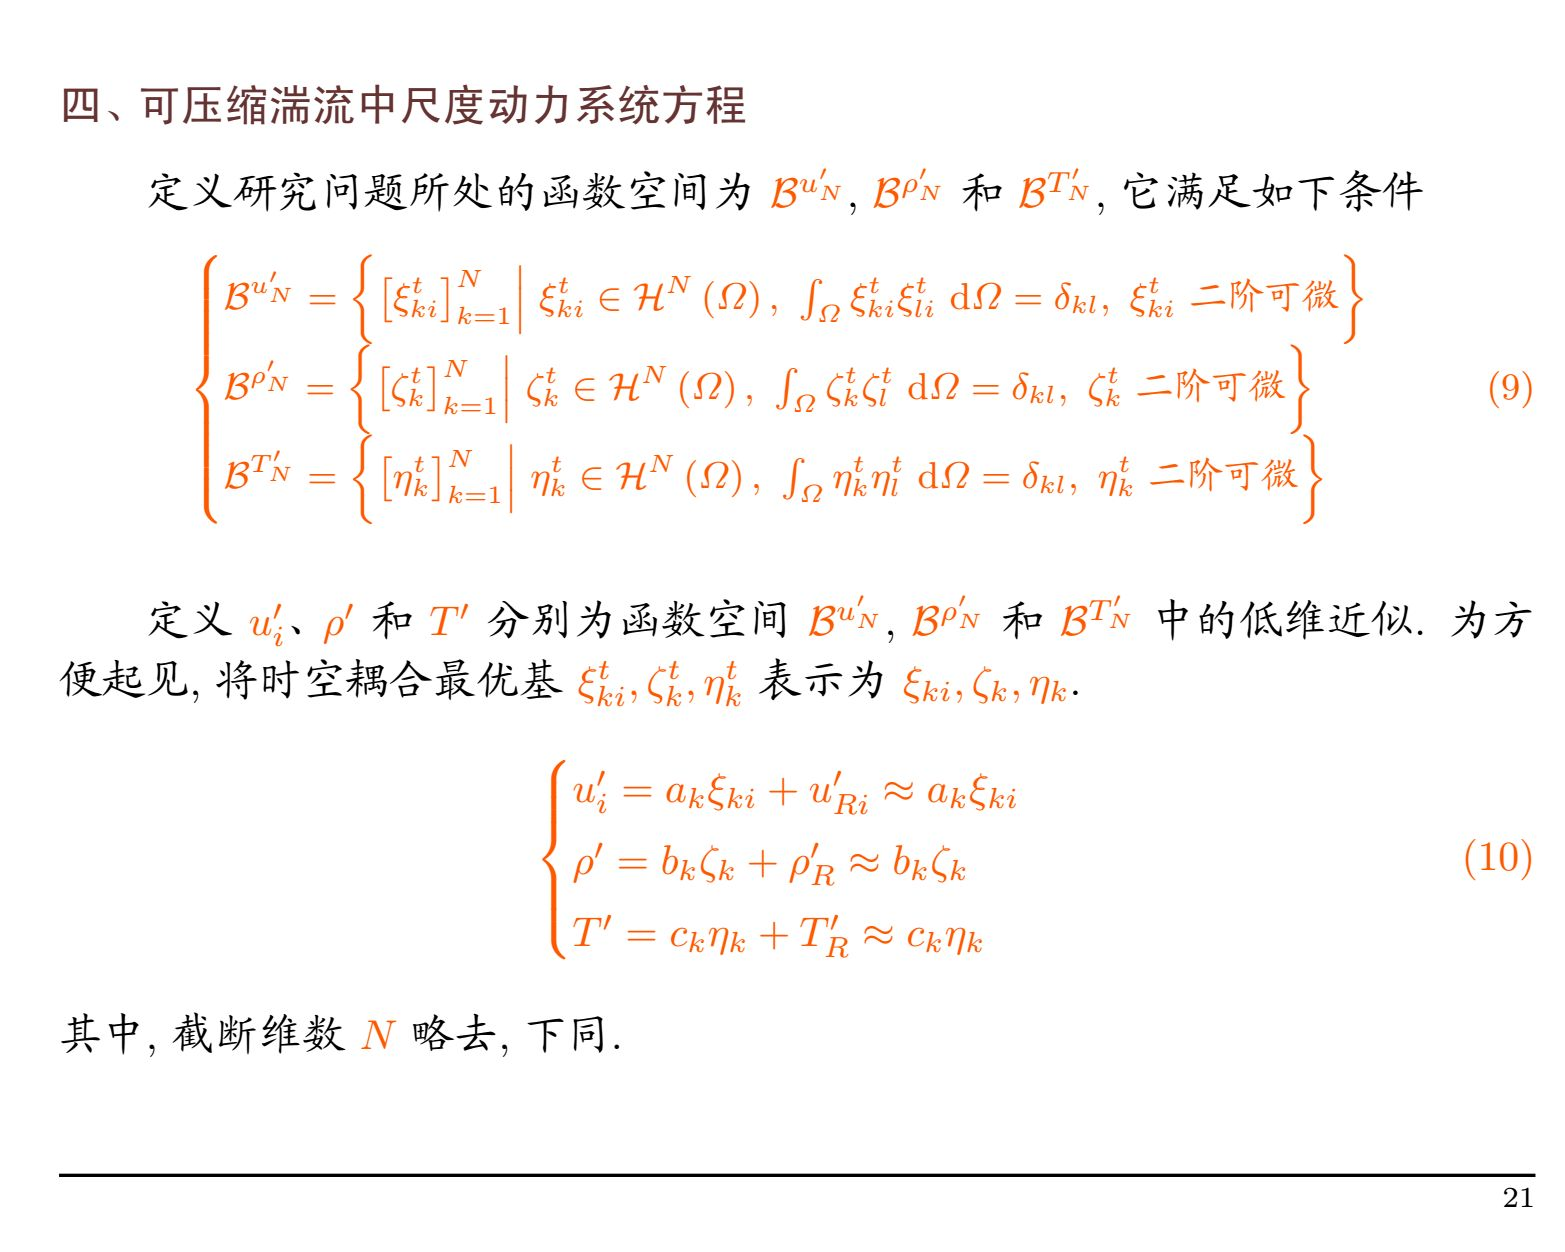 四、可压缩湍流中尺度动力系统方程
定义研究问题所处的函数空间为 $\mathcal{B}^{u'_N}$, $\mathcal{B}^{\rho'_N}$ 和 $\mathcal{B}^{T'_N}$, 它满足如下条件
$\mathcal{B}^{u'_N} = \left\{ \left[\xi^t_{ki}\right]^N_{k=1} \middle| \xi^t_{ki} \in \mathcal{H}^N(\Omega), \int_\Omega \xi^t_{ki}\xi^t_{li} \mathrm{d}\Omega = \delta_{kl}, \xi^t_{ki} 二阶可微 \right\}$
$\mathcal{B}^{\rho'_N} = \left\{ \left[\zeta^t_k\right]^N_{k=1} \middle| \zeta^t_k \in \mathcal{H}^N(\Omega), \int_\Omega \zeta^t_k\zeta^t_l \mathrm{d}\Omega = \delta_{kl}, \zeta^t_k 二阶可微 \right\}$ (9)
$\mathcal{B}^{T'_N} = \left\{ \left[\eta^t_k\right]^N_{k=1} \middle| \eta^t_k \in \mathcal{H}^N(\Omega), \int_\Omega \eta^t_k\eta^t_l \mathrm{d}\Omega = \delta_{kl}, \eta^t_k 二阶可微 \right\}$
定义 $u'_i$、$\rho'$ 和 $T'$ 分别为函数空间 $\mathcal{B}^{u'_N}$, $\mathcal{B}^{\rho'_N}$ 和 $\mathcal{B}^{T'_N}$ 中的低维近似. 为方
便起见, 将时空耦合最优基 $\xi^t_{ki}, \zeta^t_k, \eta^t_k$ 表示为 $\xi_{ki}, \zeta_k, \eta_k$.
$u'_i = a_k\xi_{ki} + u'_{Ri} \approx a_k\xi_{ki}$
$\rho' = b_k\zeta_k + \rho'_R \approx b_k\zeta_k$ (10)
$T' = c_k\eta_k + T'_R \approx c_k\eta_k$
其中, 截断维数 $N$ 略去, 下同.
21